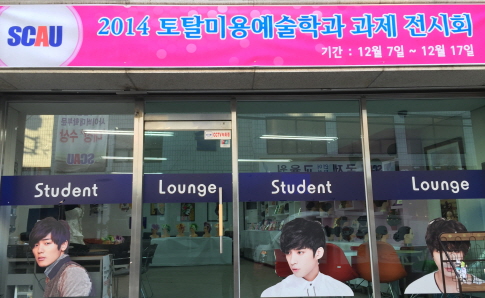 SCAU
2014 토탈미용예술학과 과제 전시회
기간 : 12월 7일 ~ 12월 17일
Student Lounge Student Lounge